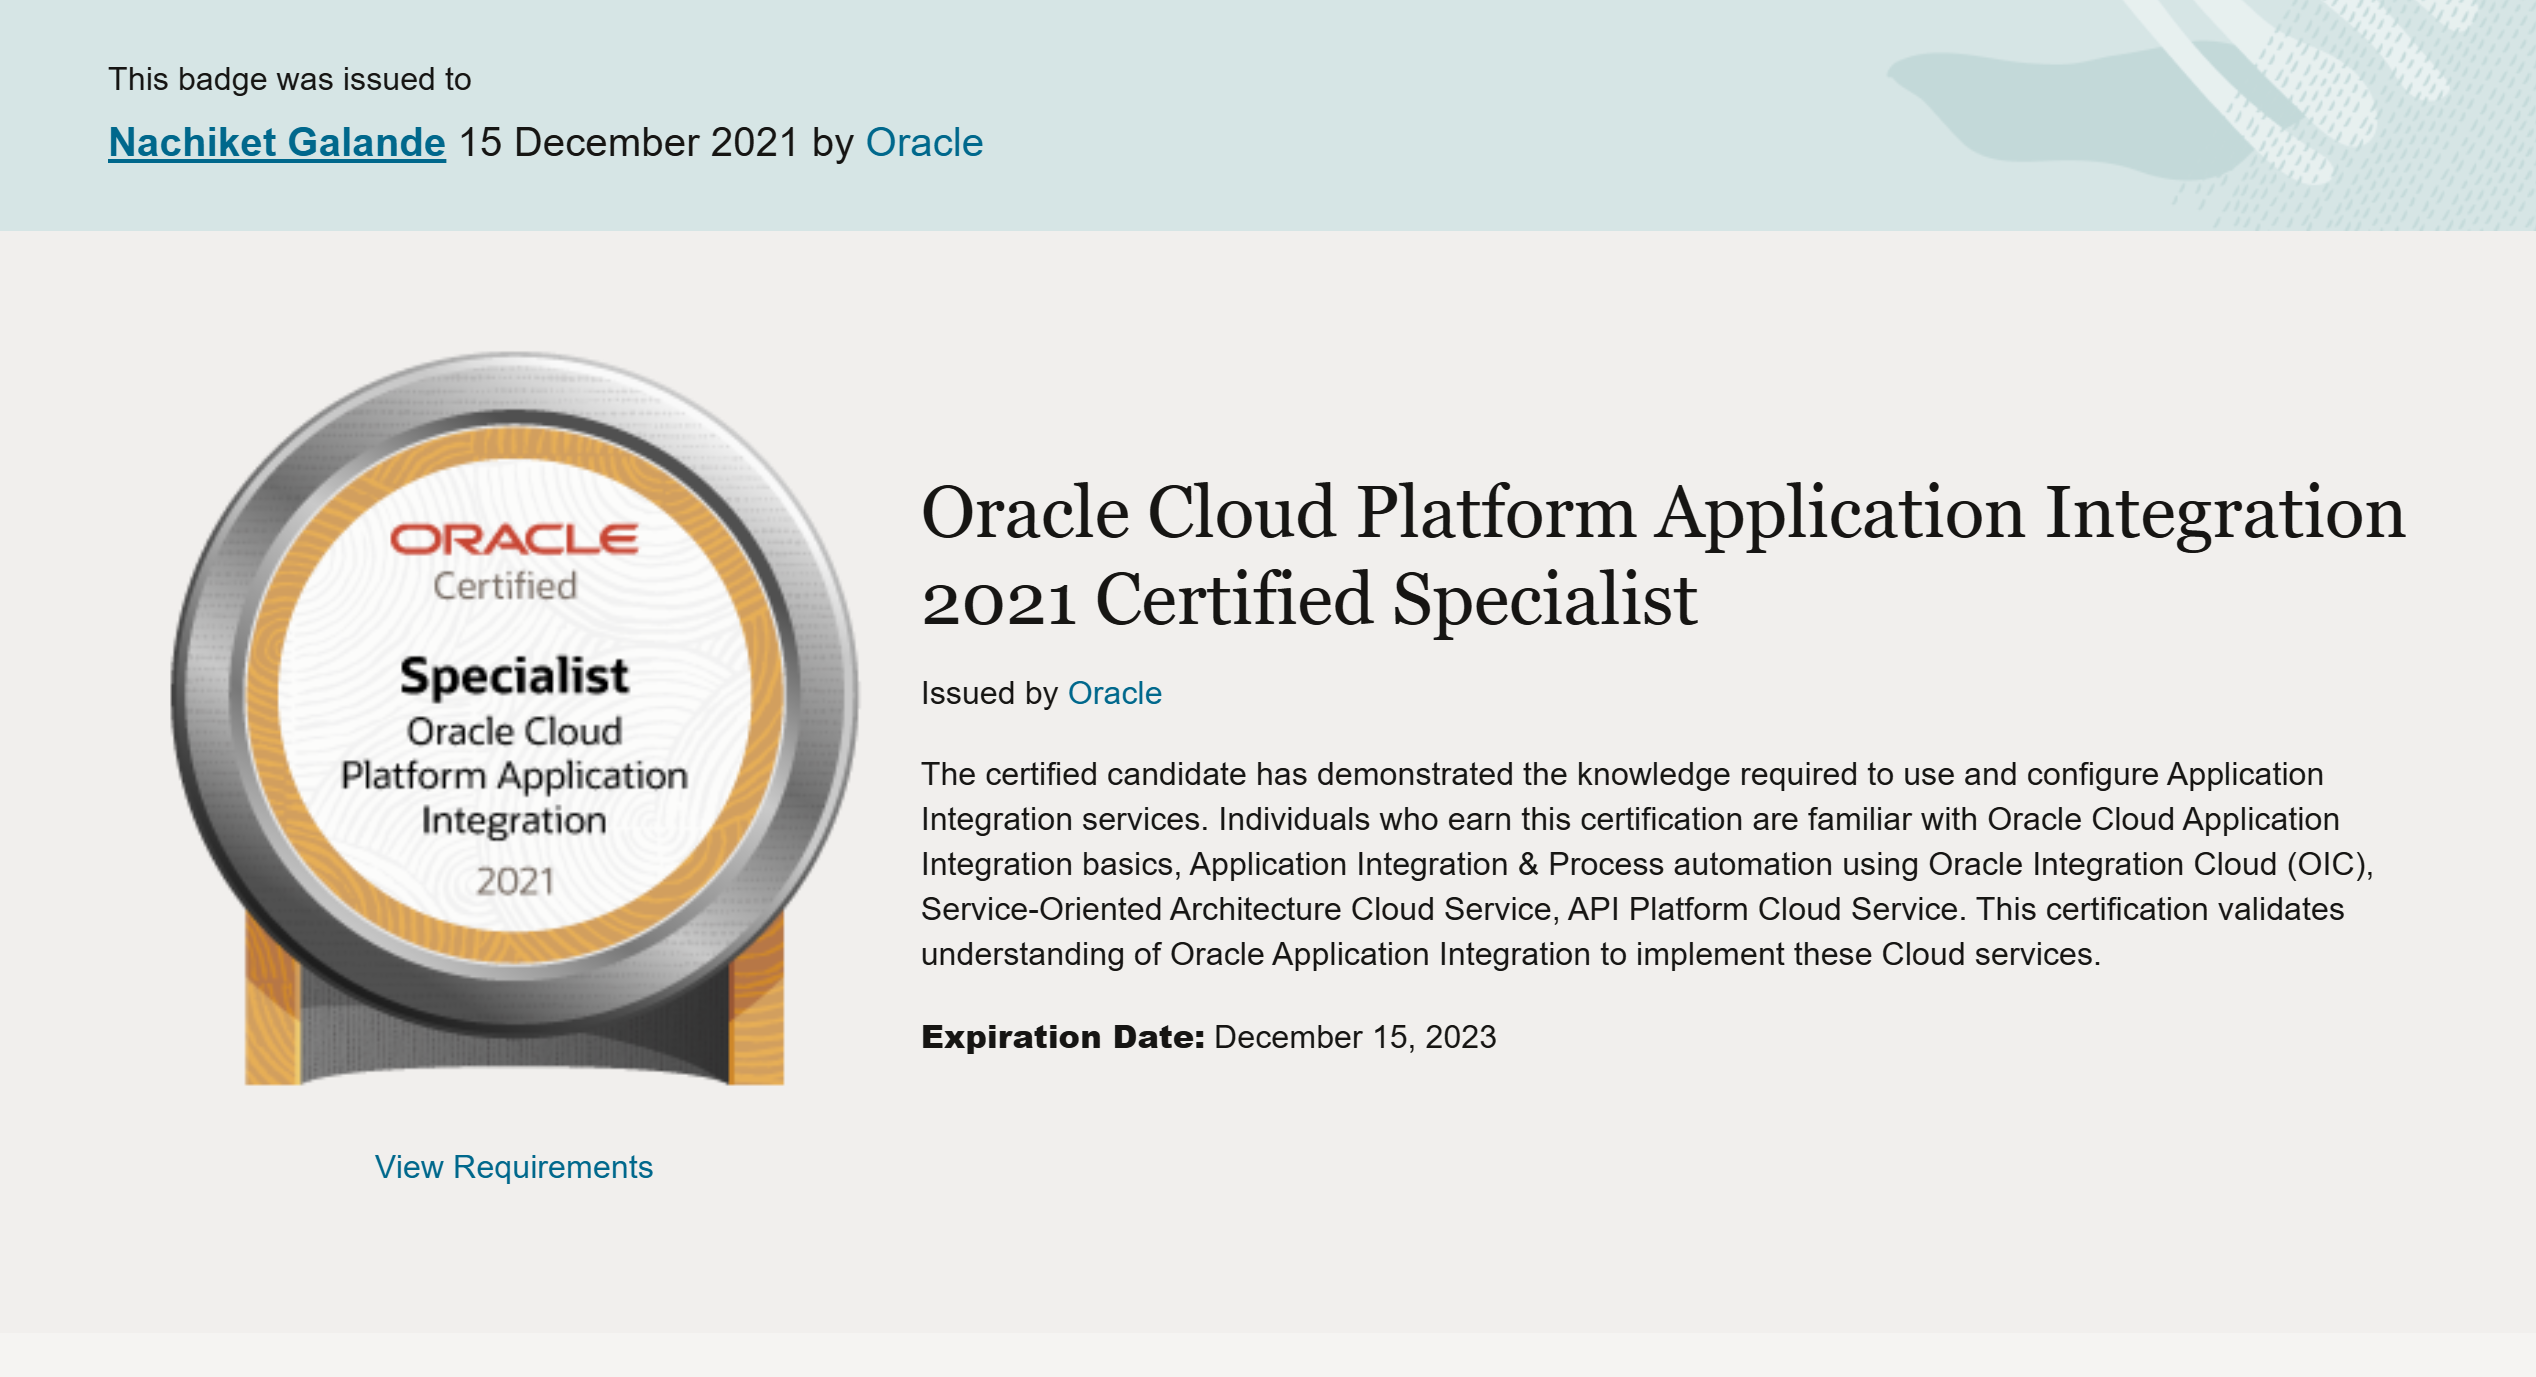 This badge was issued to
Nachiket Galande 15 December 2021 by Oracle
ORACLE
Certified
Specialist
Oracle Cloud
Platform Application
Integration
2021
View Requirements
Oracle Cloud Platform Application Integration
2021 Certified Specialist
Issued by Oracle
The certified candidate has demonstrated the knowledge required to use and configure Application
Integration services. Individuals who earn this certification are familiar with Oracle Cloud Application
Integration basics, Application Integration & Process automation using Oracle Integration Cloud (OIC),
Service-Oriented Architecture Cloud Service, API Platform Cloud Service. This certification validates
understanding of Oracle Application Integration to implement these Cloud services.
Expiration Date: December 15, 2023